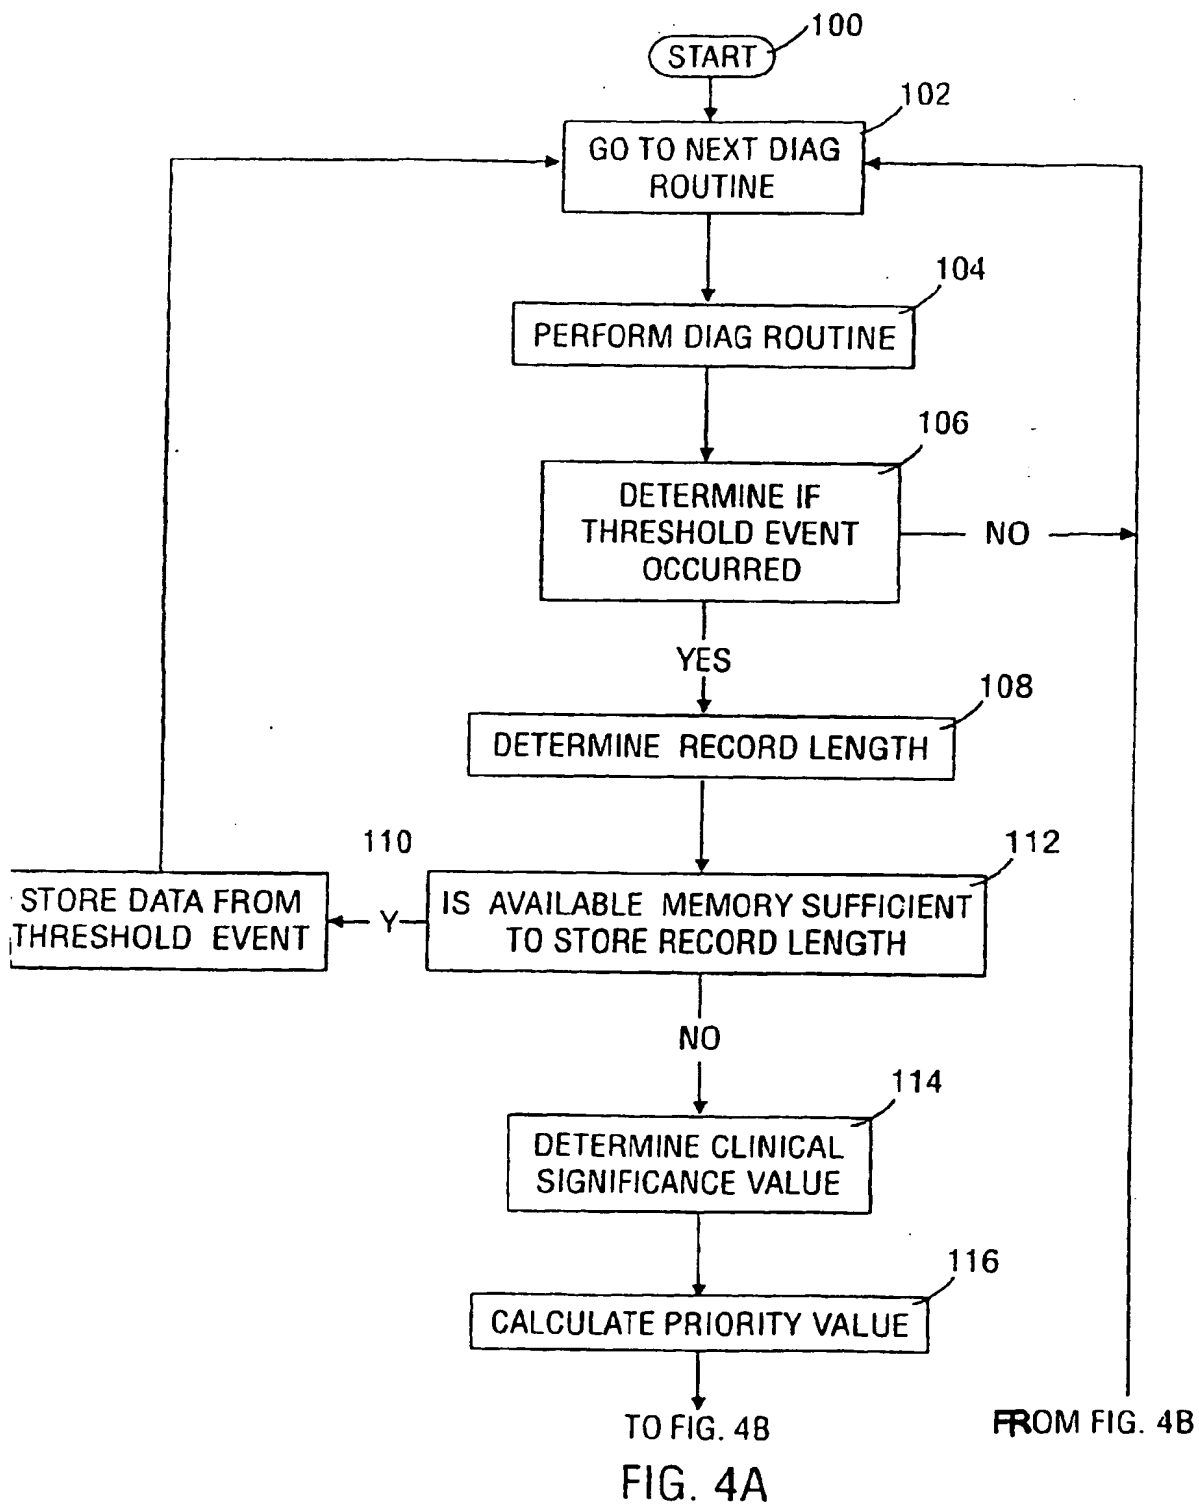 100
START
102
GO TO NEXT DIAG
ROUTINE
104
PERFORM DIAG ROUTINE
106
DETERMINE IF
THRESHOLD EVENT
OCCURRED
NO
YES
108
DETERMINE RECORD LENGTH
110
STORE DATA FROM
THRESHOLD EVENT
Y
112
IS AVAILABLE MEMORY SUFFICIENT
TO STORE RECORD LENGTH
NO
114
DETERMINE CLINICAL
SIGNIFICANCE VALUE
116
CALCULATE PRIORITY VALUE
TO FIG. 4B
FROM FIG. 4B
FIG. 4A